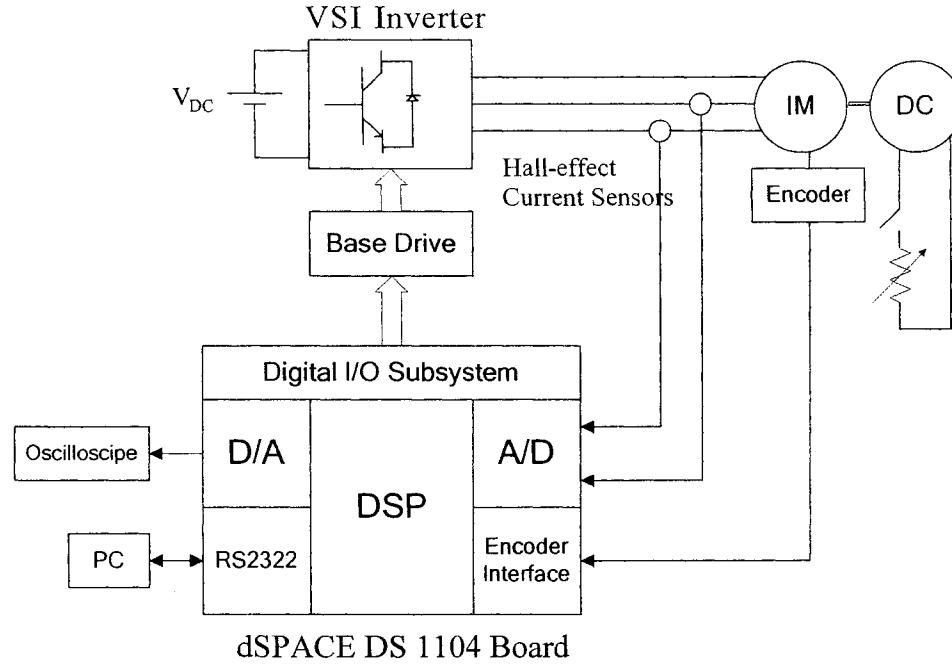 VSI Inverter
VDC
IM
DC
Hall-effect
Current Sensors
Encoder
Base Drive
Digital I/O Subsystem
D/A
A/D
Oscilloscipe
DSP
PC
RS2322
Encoder
Interface
dSPACE DS 1104 Board